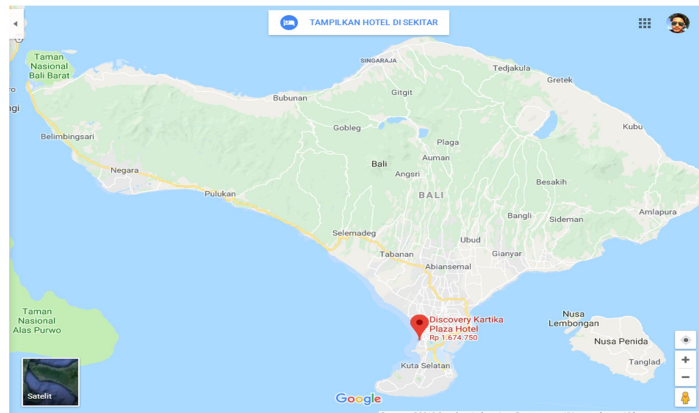 TAMPILKAN HOTEL DI SEKITAR
Taman
Nasional
Bali Barat
SINGARAJA
Tedjakula
Gretek
Bubunan
Gitgit
Kubu
Gobleg
Belimbingsari
Plaga
Auman
Bali
Angsri
Negara
Besakih
Pulukan
BALI
Amlapura
Bangli
Sideman
Selemadeg
Ubud
Tabanan
Gianyar
Abiansemal
Taman
Nasional
Alas Purwo
Discovery Kartika
Plaza Hotel
Rp 1.674.750
Nusa
Lembongan
Nusa Penida
Kuta Selatan
Tanglad
Satelit
Google